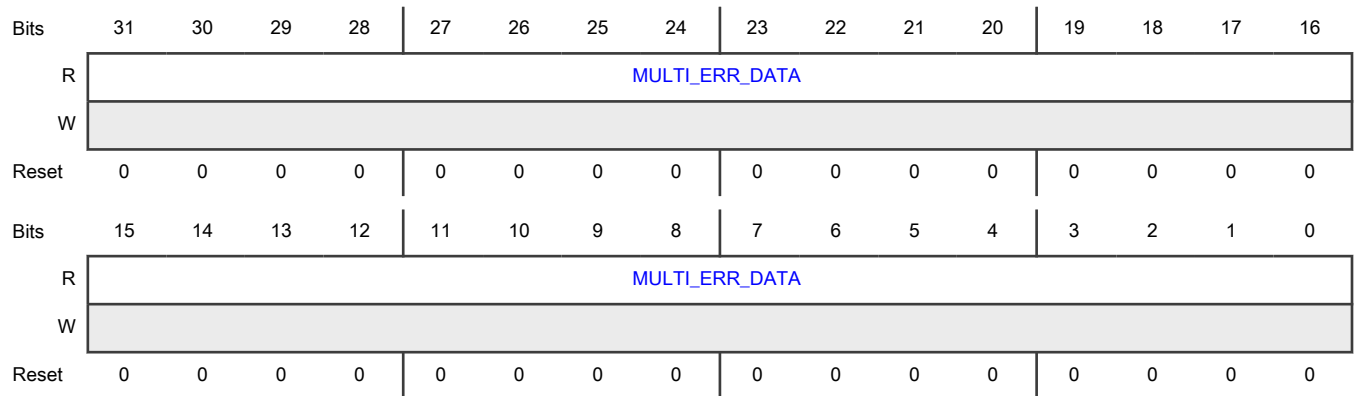 Bits 31 30 29 28 27 26 25 24 23 22 21 20 19 18 17 16
R MULTI_ERR_DATA
W
Reset 0 0 0 0 0 0 0 0 0 0 0 0 0 0 0 0
Bits 15 14 13 12 11 10 9 8 7 6 5 4 3 2 1 0
R MULTI_ERR_DATA
W
Reset 0 0 0 0 0 0 0 0 0 0 0 0 0 0 0 0